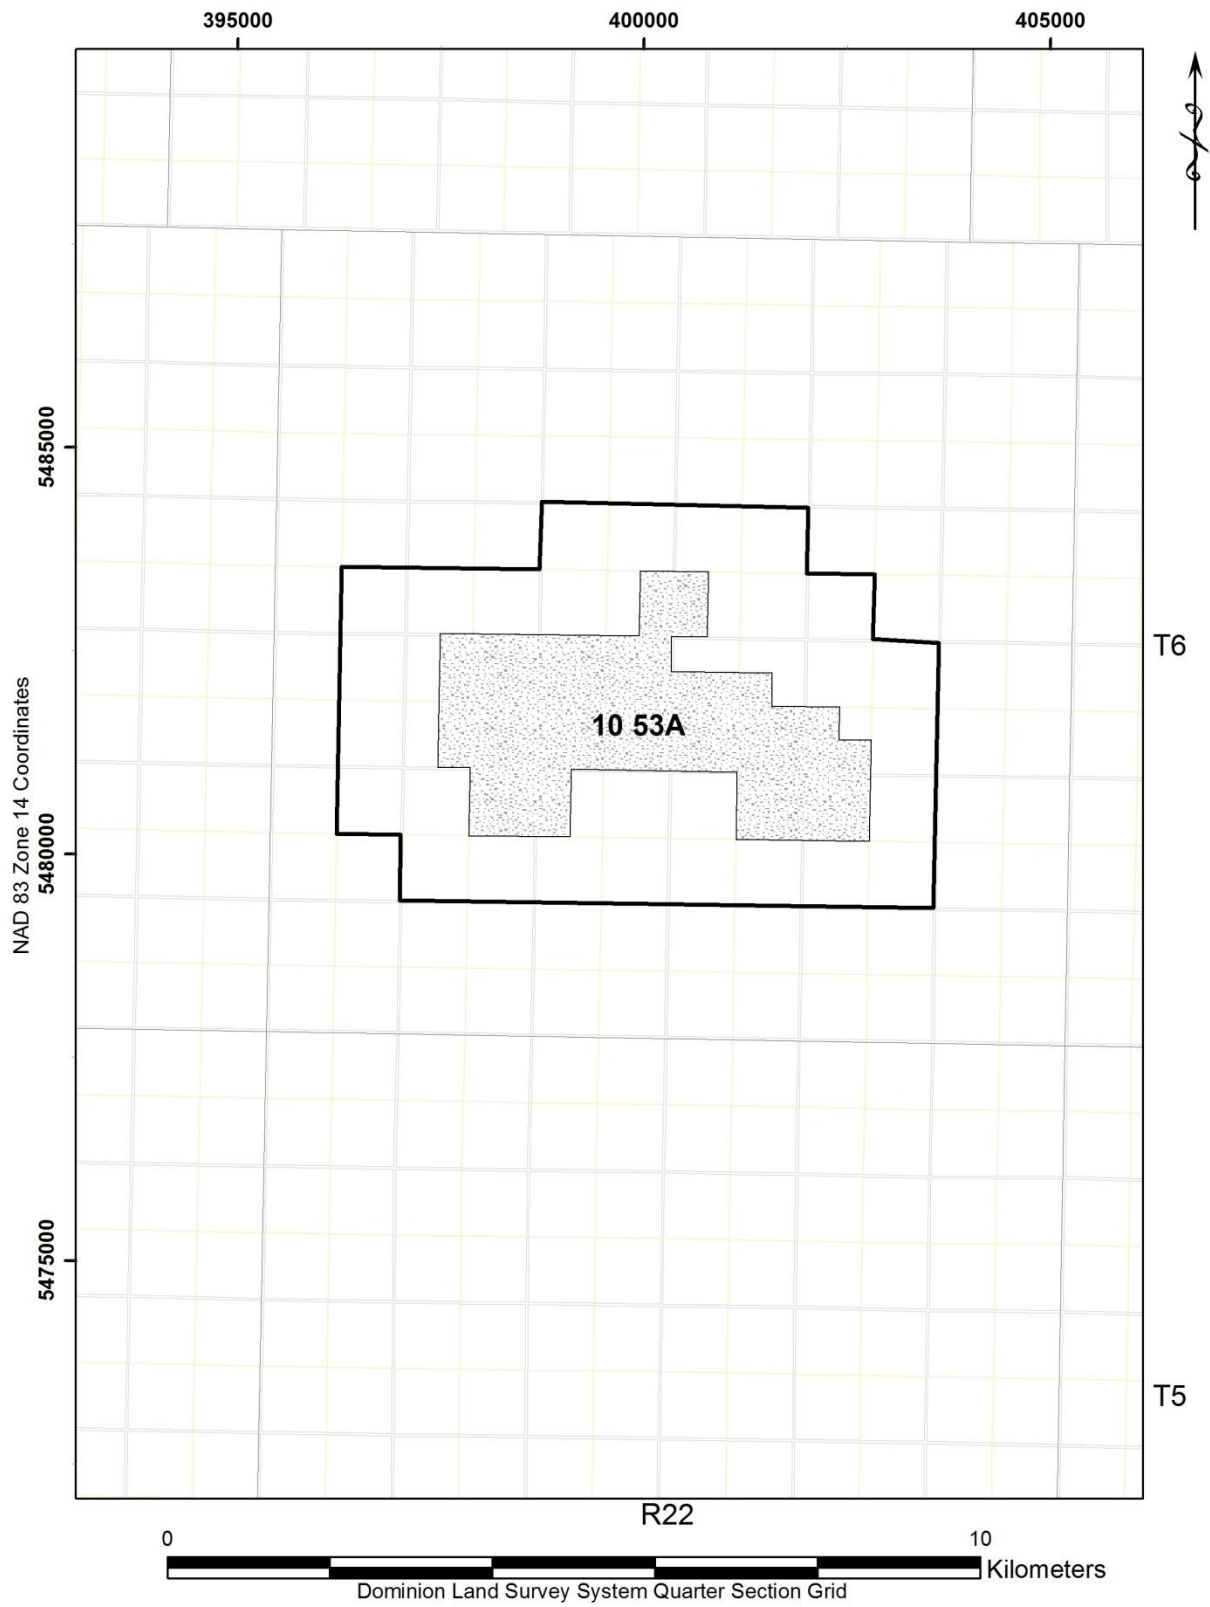 395000 400000 405000
5485000
T6
10 53A
NAD 83 Zone 14 Coordinates
5480000
5475000
T5
R22
0 10
Kilometers
Dominion Land Survey System Quarter Section Grid